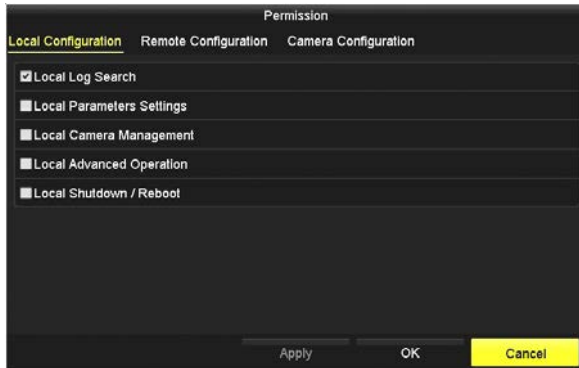 Permission
Local Configuration Remote Configuration Camera Configuration
Local Log Search
Local Parameters Settings
Local Camera Management
Local Advanced Operation
Local Shutdown / Reboot
Apply OK Cancel